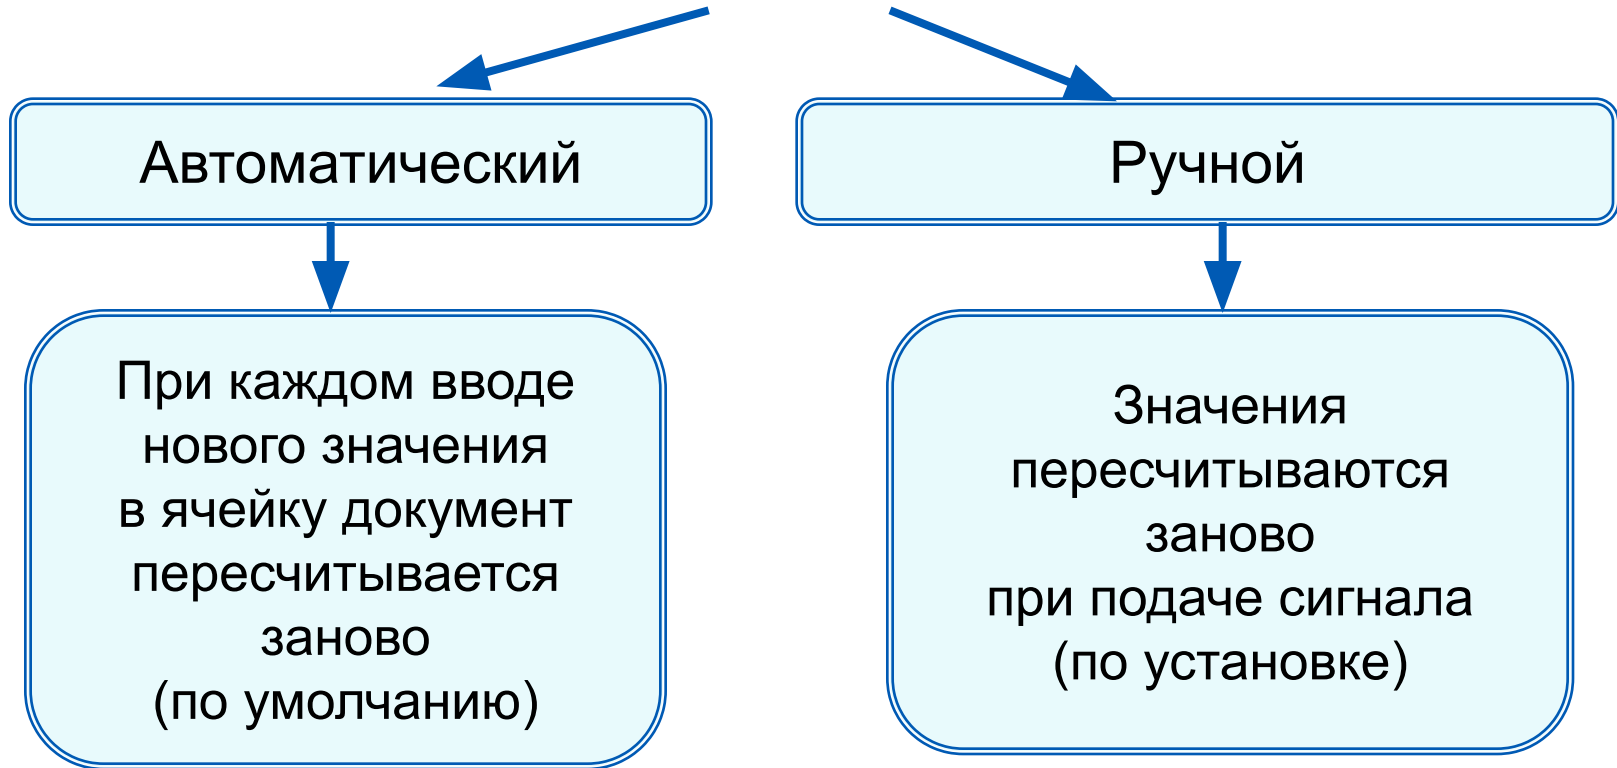 Автоматический
Ручной
При каждом вводе
нового значения
в ячейку документ
пересчитывается
заново
(по умолчанию)
Значения
пересчитываются
заново
при подаче сигнала
(по установке)